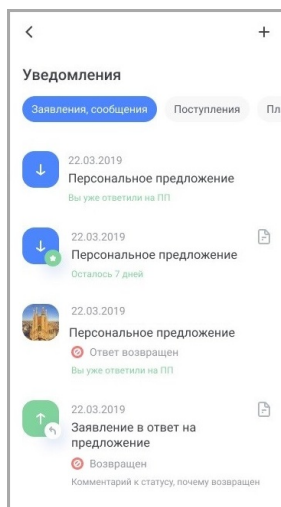 Уведомления
Заявления, сообщения
Поступления
Пл
22.03.2019
Персональное предложение
Вы уже ответили на ПП
22.03.2019
Персональное предложение
Осталось 7 дней
22.03.2019
Персональное предложение
Ответ возвращен
Вы уже ответили на ПП
22.03.2019
Заявление в ответ на
предложение
Возвращен
Комментарий к статусу, почему возвращен